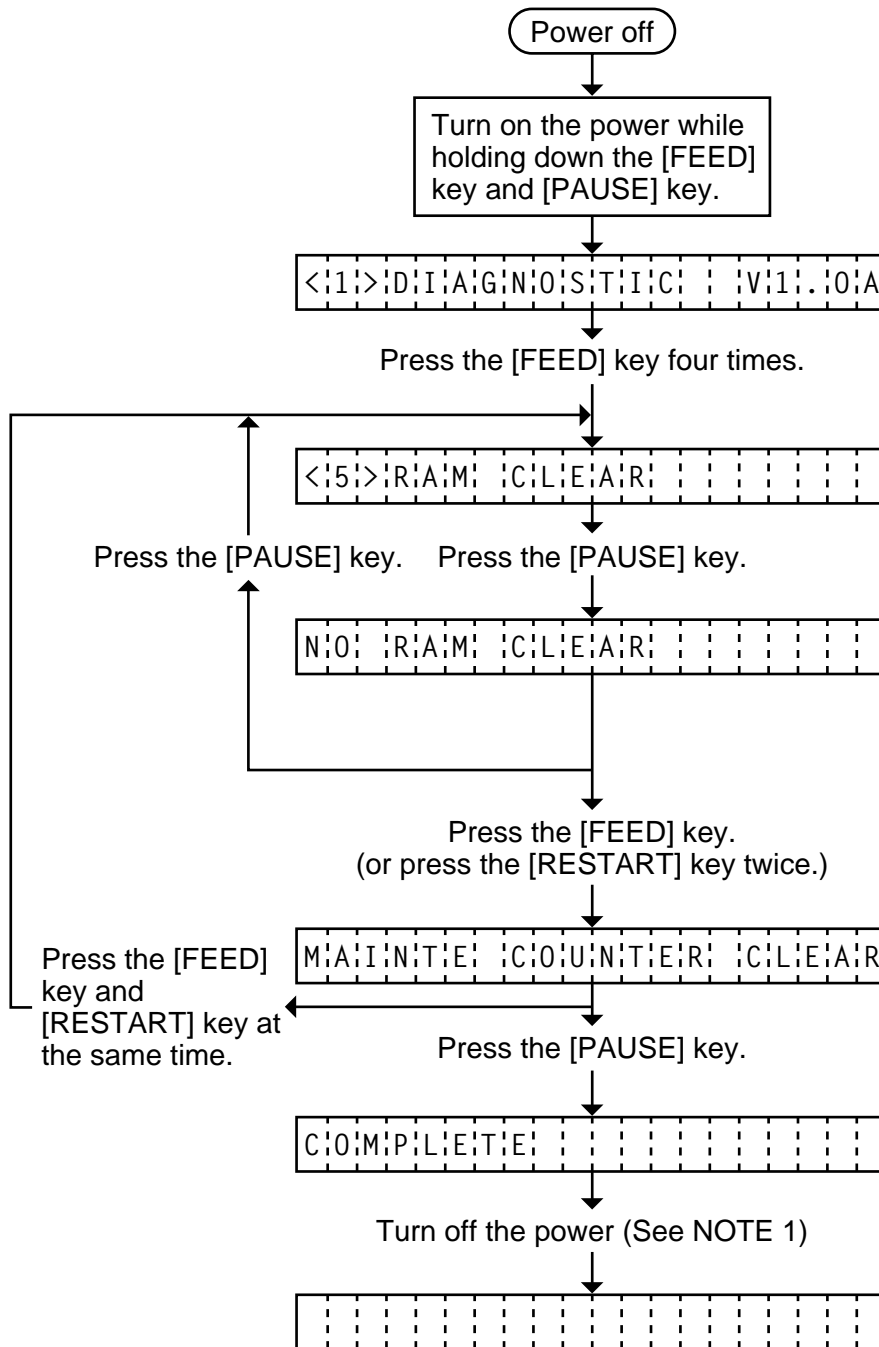 Power off
Turn on the power while
holding down the [FEED]
key and [PAUSE] key.
<1>DIAGNOSTIC  V1.0A
Press the [FEED] key four times.
<5>RAM CLEAR
Press the [PAUSE] key.
Press the [PAUSE] key.
NO RAM CLEAR
Press the [FEED] key.
(or press the [RESTART] key twice.)
MAINTE COUNTER CLEAR
Press the [FEED]
key and
[RESTART] key at
the same time.
Press the [PAUSE] key.
COMPLETE
Turn off the power (See NOTE 1)